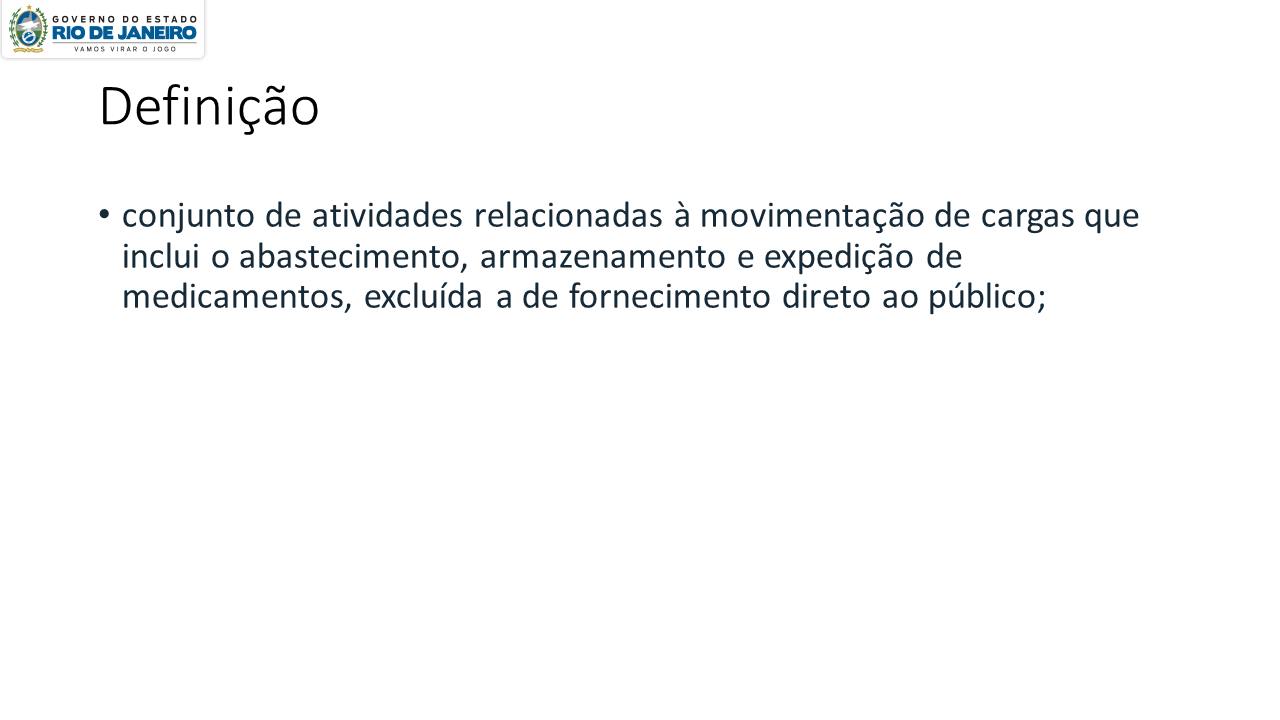 GOVERNO DO ESTADO
RIO DE JANEIRO
VAMOS VIRAR O JOGO
Definição
• conjunto de atividades relacionadas à movimentação de cargas que
inclui o abastecimento, armazenamento e expedição de
medicamentos, excluída a de fornecimento direto ao público;